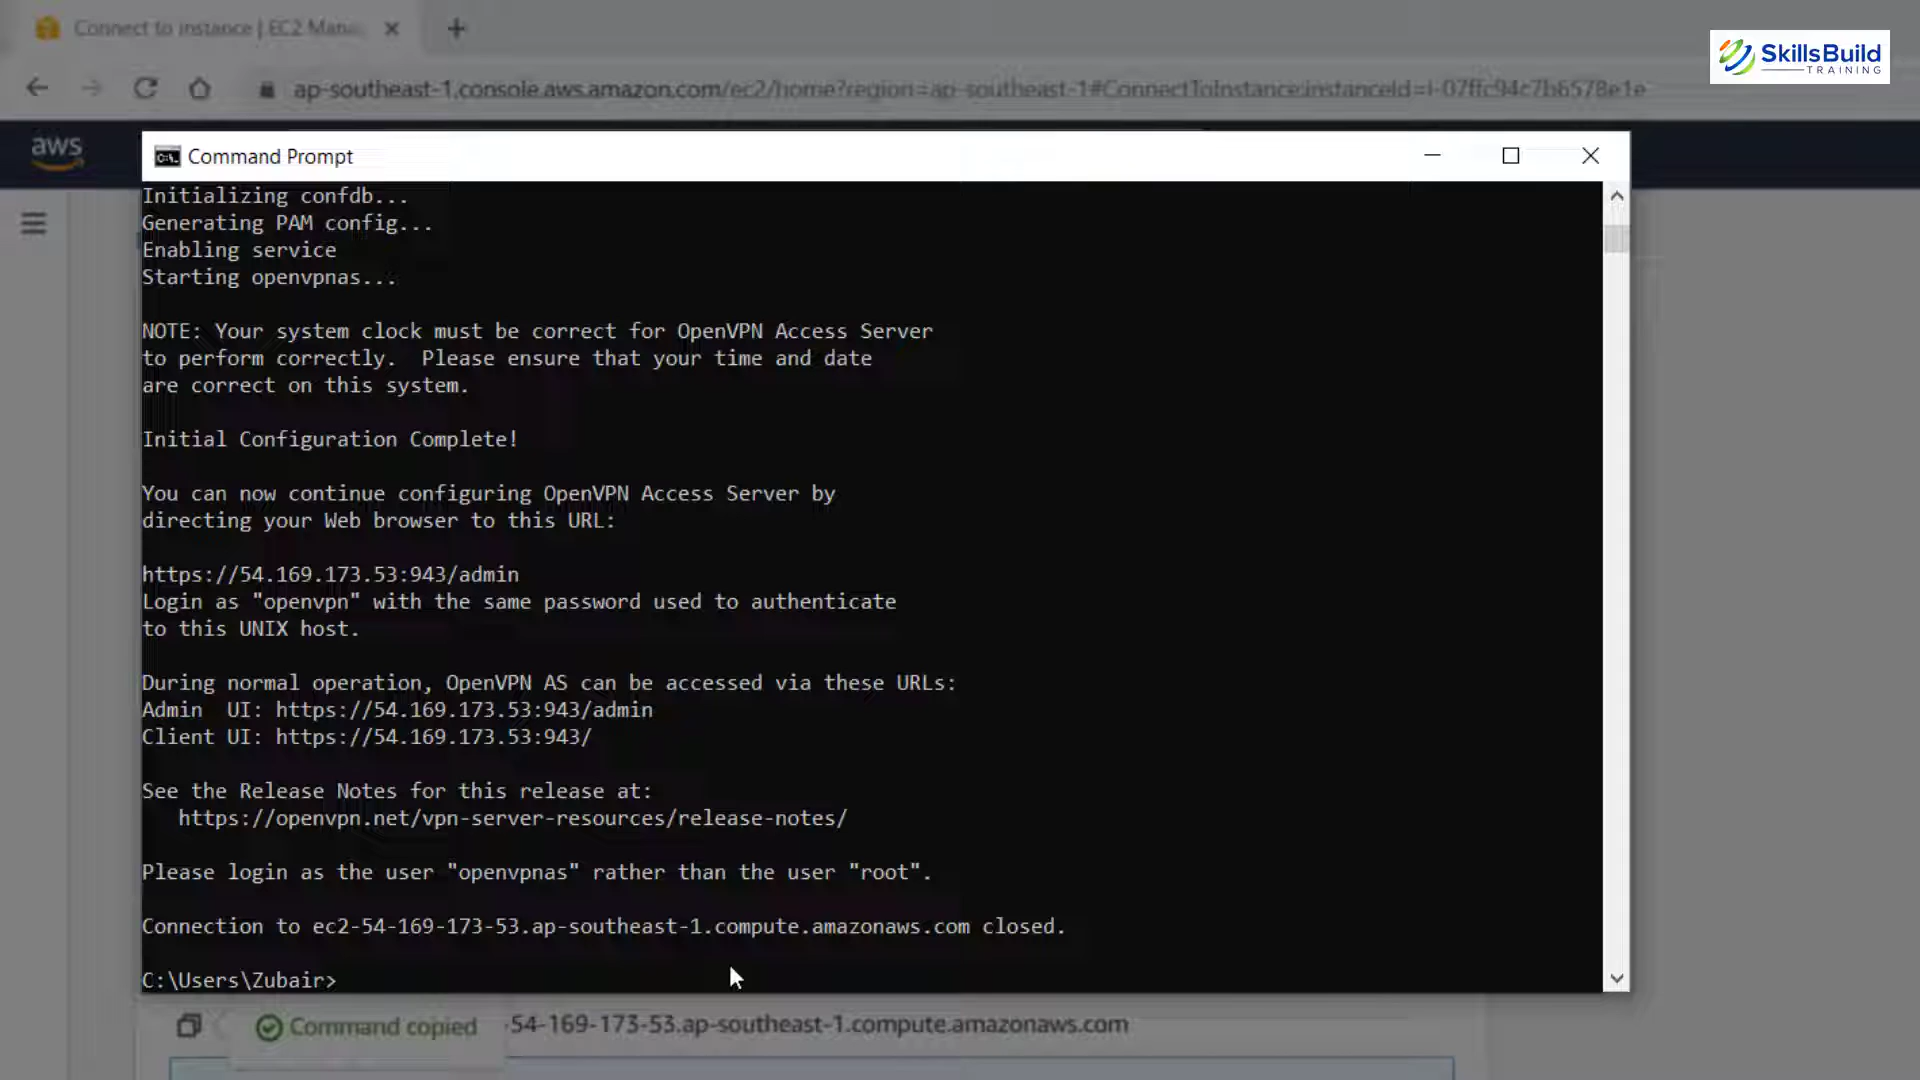 Connect to instance | EC2 Mana
SkillsBuild
TRAINING
ap-southeast-1.console.aws.amazon.com/ec2/home?region=ap-southeast-1#ConnectToInstance:instanceId=i-07ffc94c7b6578e1e
aws
Command Prompt
Initializing confdb...
Generating PAM config...
Enabling service
Starting openvpnas...
NOTE: Your system clock must be correct for OpenVPN Access Server
to perform correctly.  Please ensure that your time and date
are correct on this system.
Initial Configuration Complete!
You can now continue configuring OpenVPN Access Server by
directing your Web browser to this URL:
https://54.169.173.53:943/admin
Login as "openvpn" with the same password used to authenticate
to this UNIX host.
During normal operation, OpenVPN AS can be accessed via these URLs:
Admin  UI: https://54.169.173.53:943/admin
Client UI: https://54.169.173.53:943/
See the Release Notes for this release at:
   https://openvpn.net/vpn-server-resources/release-notes/
Please login as the user "openvpnas" rather than the user "root".
Connection to ec2-54-169-173-53.ap-southeast-1.compute.amazonaws.com closed.
C:\Users\Zubair>
Command copied -54-169-173-53.ap-southeast-1.compute.amazonaws.com